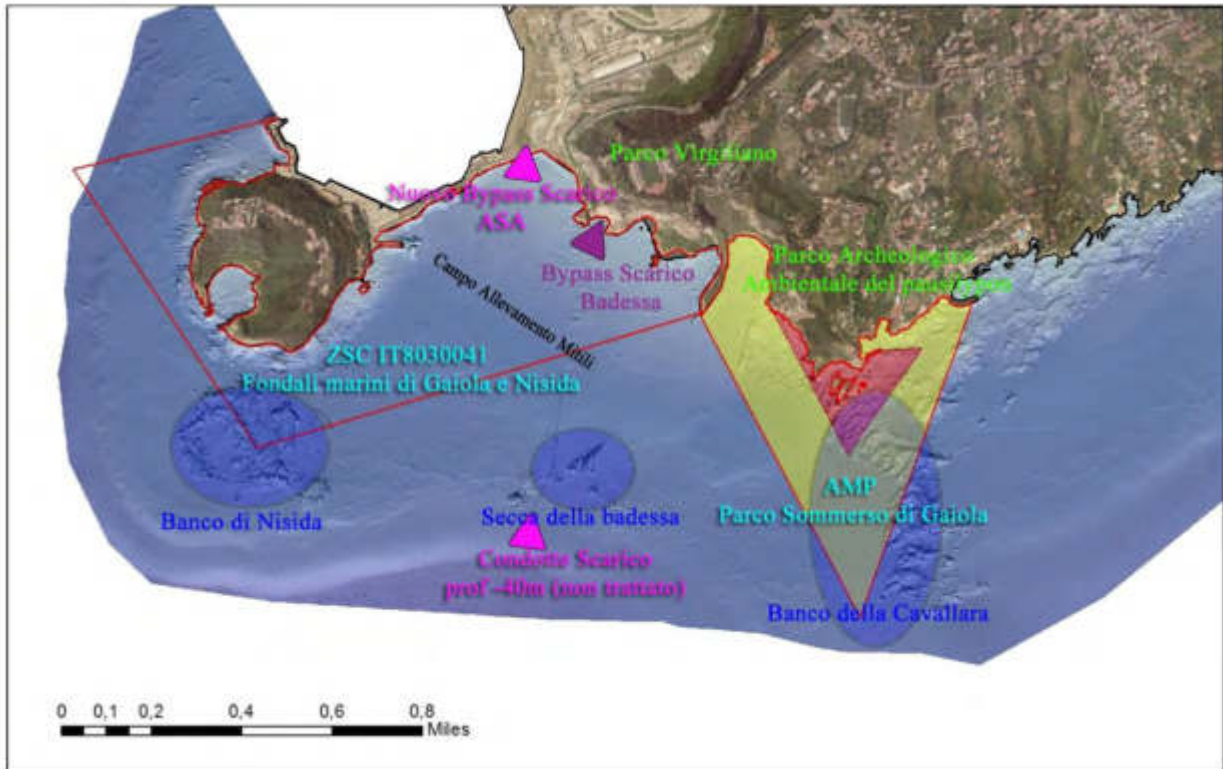 Parco Virgiliano
Nuovo Bypass Scarico
ASA
Bypass Scarico
Badessa
Parco Archeologico
Ambientale del pausilypon
Campo Allevamento Mitili
ZSC IT8030041
Fondali marini di Gaiola e Nisida
Banco di Nisida
Secca della badessa
AMP
Parco Sommerso di Gaiola
Condotte Scarico
prof -40m (non trattato)
Banco della Cavallara
0 0,1 0,2 0,4 0,6 0,8
Miles